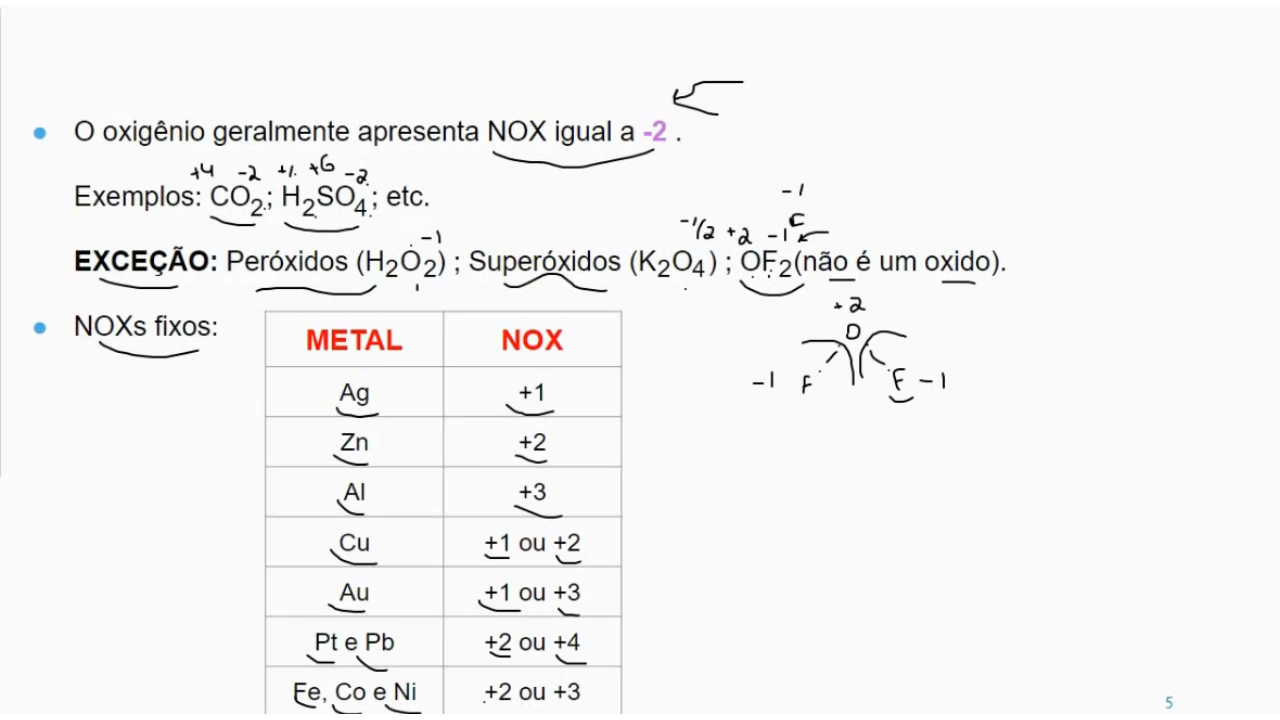 O oxigênio geralmente apresenta NOX igual a -2 .
+4 -2 +1 +6 -2
Exemplos: CO2; H2SO4; etc.
-1
F
-1 -1/2 +2 -1
EXCEÇÃO: Peróxidos (H2O2) ; Superóxidos (K2O4) ; OF2(não é um oxido).
+2
O
-1 F F -1
NOXs fixos:
METAL NOX
Ag +1
Zn +2
Al +3
Cu +1 ou +2
Au +1 ou +3
Pt e Pb +2 ou +4
Fe, Co e Ni +2 ou +3
5